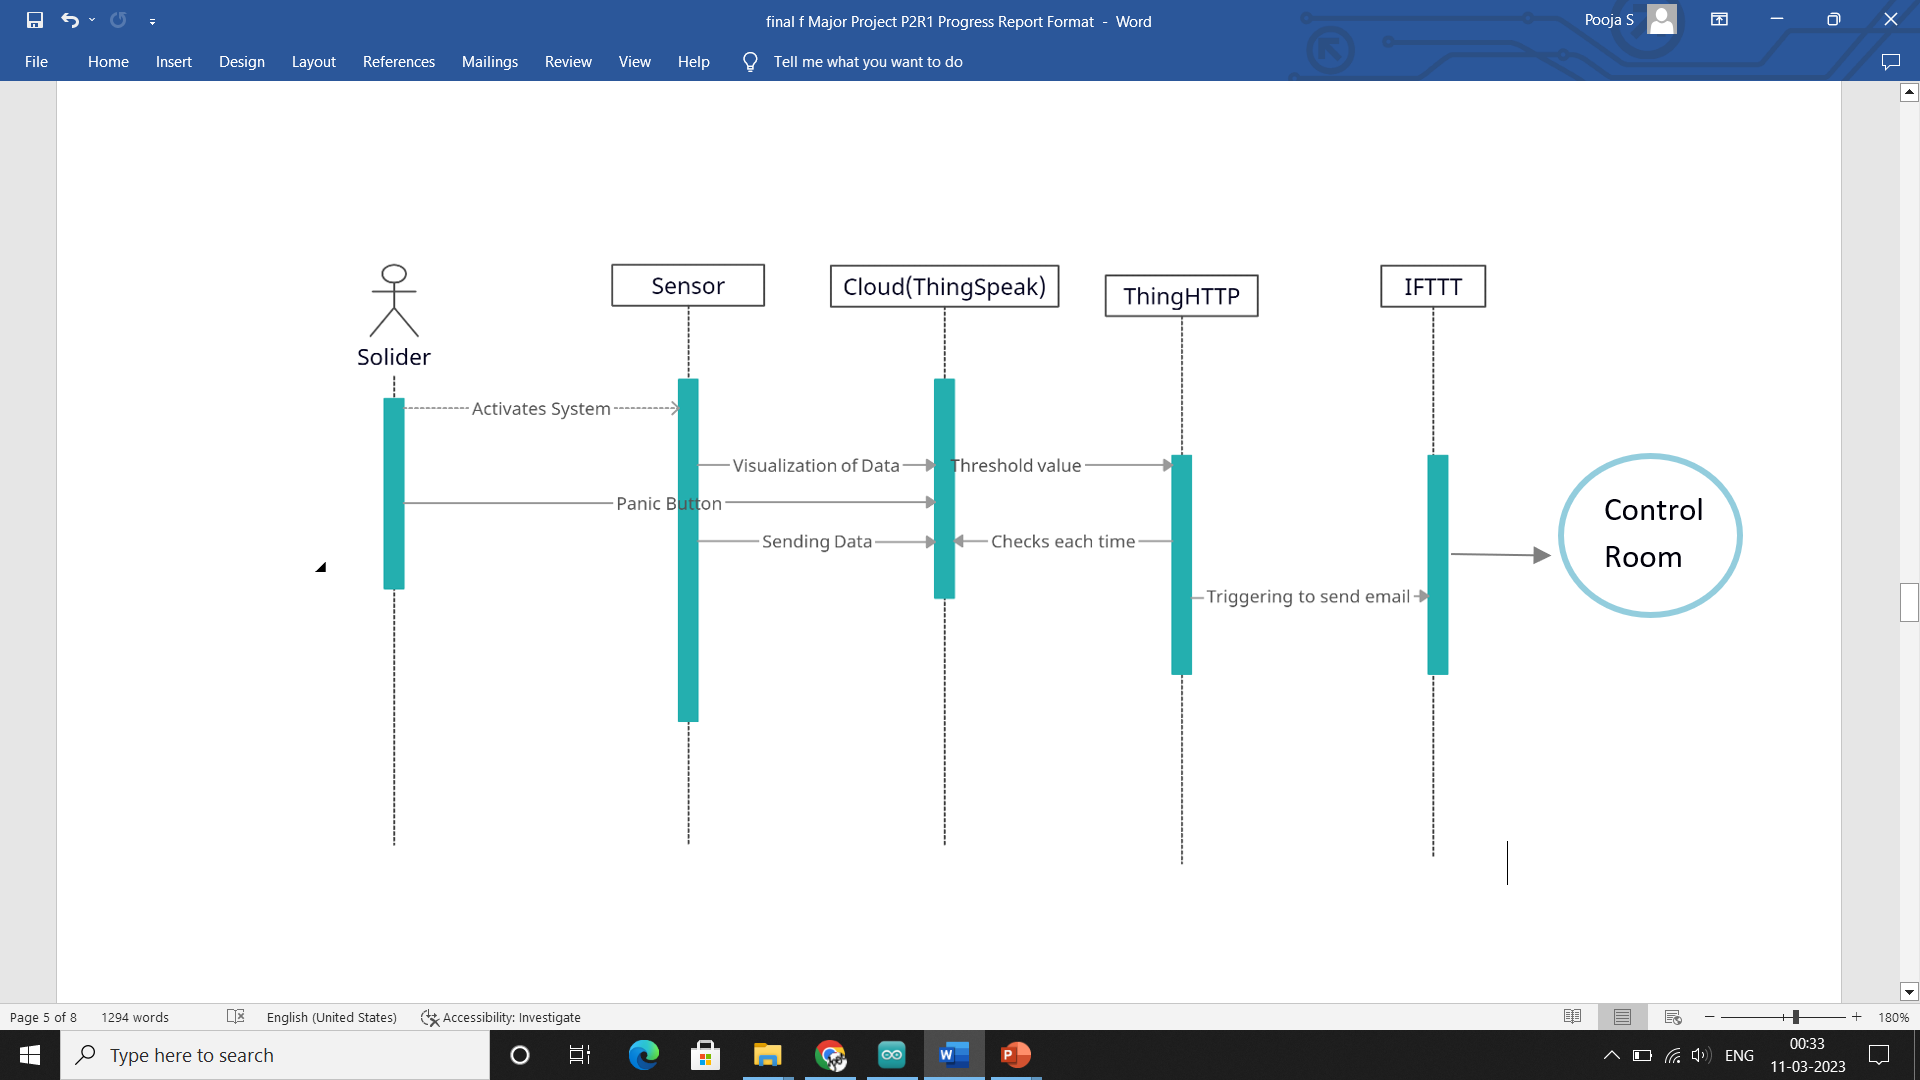 final f Major Project P2R1 Progress Report Format - Word
Pooja S
File Home Insert Design Layout References Mailings Review View Help Tell me what you want to do
Sensor
Cloud(ThingSpeak)
ThingHTTP
IFTTT
Solider
Activates System
Visualization of Data
Threshold value
Panic Button
Sending Data
Checks each time
Triggering to send email
Control
Room
Page 5 of 8 1294 words English (United States) Accessibility: Investigate 180%
Type here to search
ENG
00:33
11-03-2023